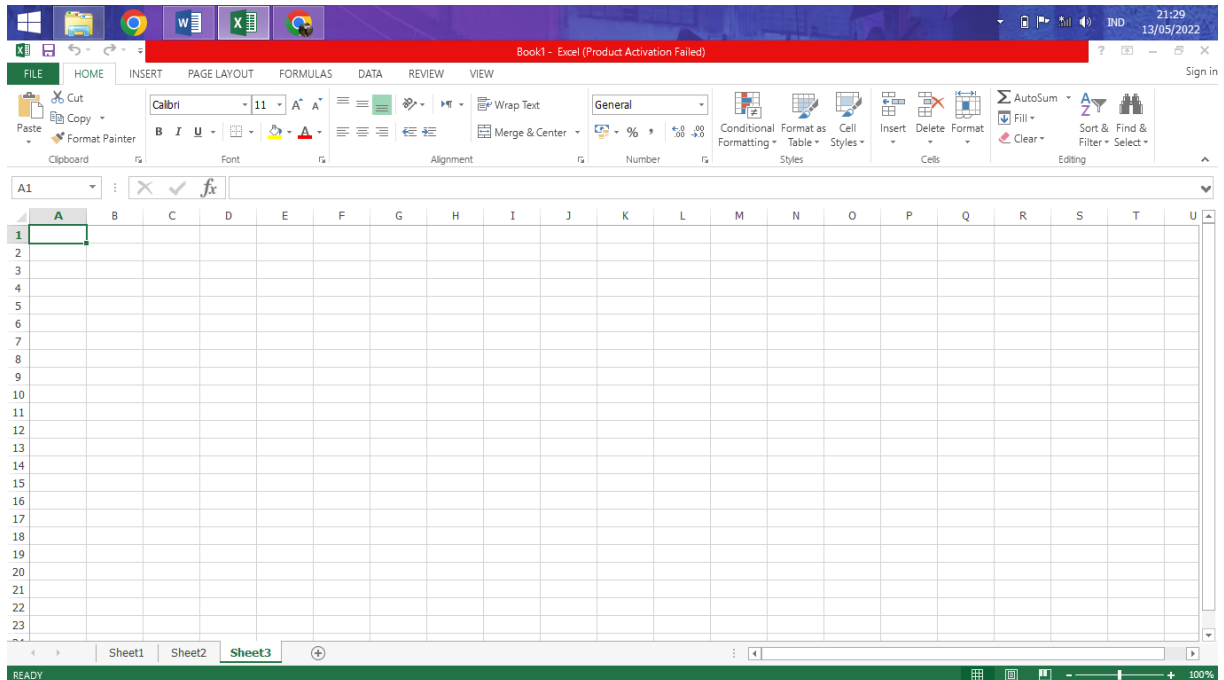 IND
21:29
13/05/2022
Book1 - Excel (Product Activation Failed)
FILE HOME INSERT PAGE LAYOUT FORMULAS DATA REVIEW VIEW Sign in
Paste
Cut
Copy
Format Painter
Clipboard
Calibri 11
B I U
Font
Wrap Text
Merge & Center
Alignment
General
%
Number
Conditional Formatting
Format as Table
Cell Styles
Styles
Insert Delete Format
Cells
AutoSum
Fill
Clear
Sort & Filter
Find & Select
Editing
A1 fx
A B C D E F G H I J K L M N O P Q R S T U
1
2
3
4
5
6
7
8
9
10
11
12
13
14
15
16
17
18
19
20
21
22
23
Sheet1 Sheet2 Sheet3
READY 100%